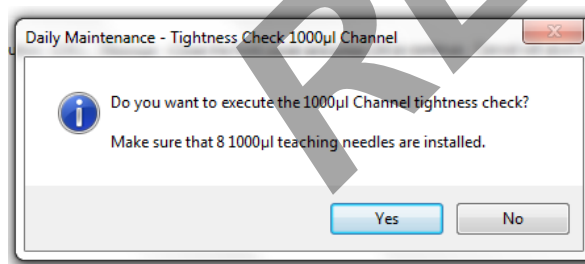 Daily Maintenance - Tightness Check 1000µl Channel
Do you want to execute the 1000µl Channel tightness check?
Make sure that 8 1000µl teaching needles are installed.
Yes
No